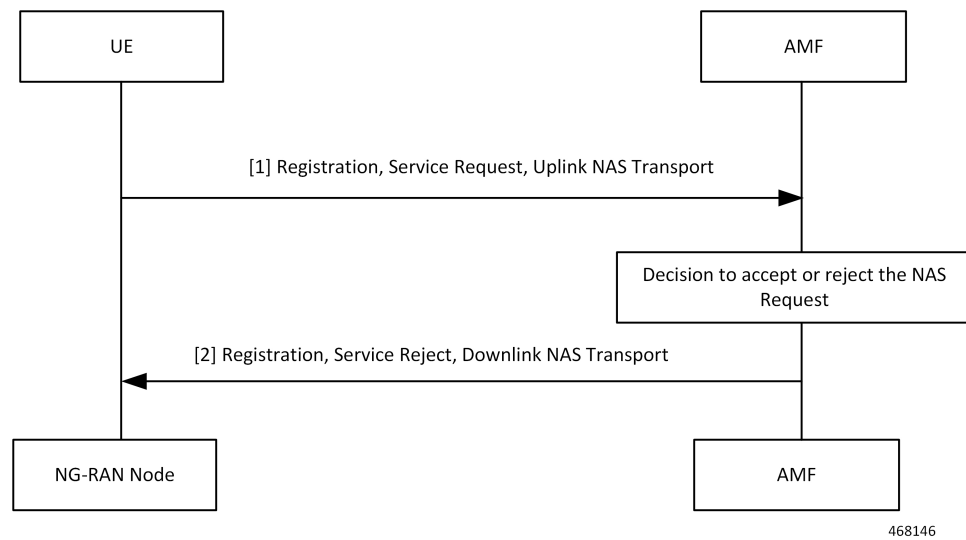 UE
AMF
[1] Registration, Service Request, Uplink NAS Transport
Decision to accept or reject the NAS
Request
[2] Registration, Service Reject, Downlink NAS Transport
NG-RAN Node
AMF
468146